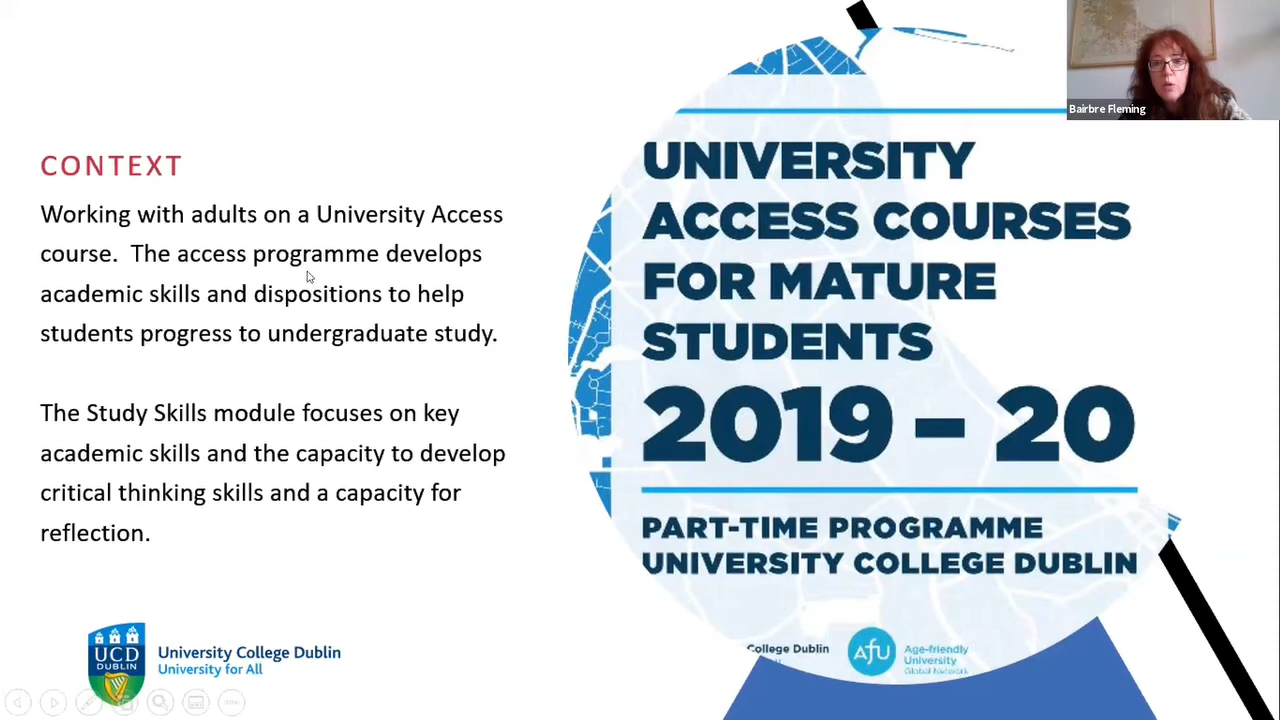 Bairbre Fleming
CONTEXT
Working with adults on a University Access
course. The access programme develops
academic skills and dispositions to help
students progress to undergraduate study.
The Study Skills module focuses on key
academic skills and the capacity to develop
critical thinking skills and a capacity for
reflection.
UCD
DUBLIN
University College Dublin
University for All
UNIVERSITY
ACCESS COURSES
FOR MATURE
STUDENTS
2019 – 20
PART-TIME PROGRAMME
UNIVERSITY COLLEGE DUBLIN
College Dublin
AfU
Age-friendly
University
Global Network